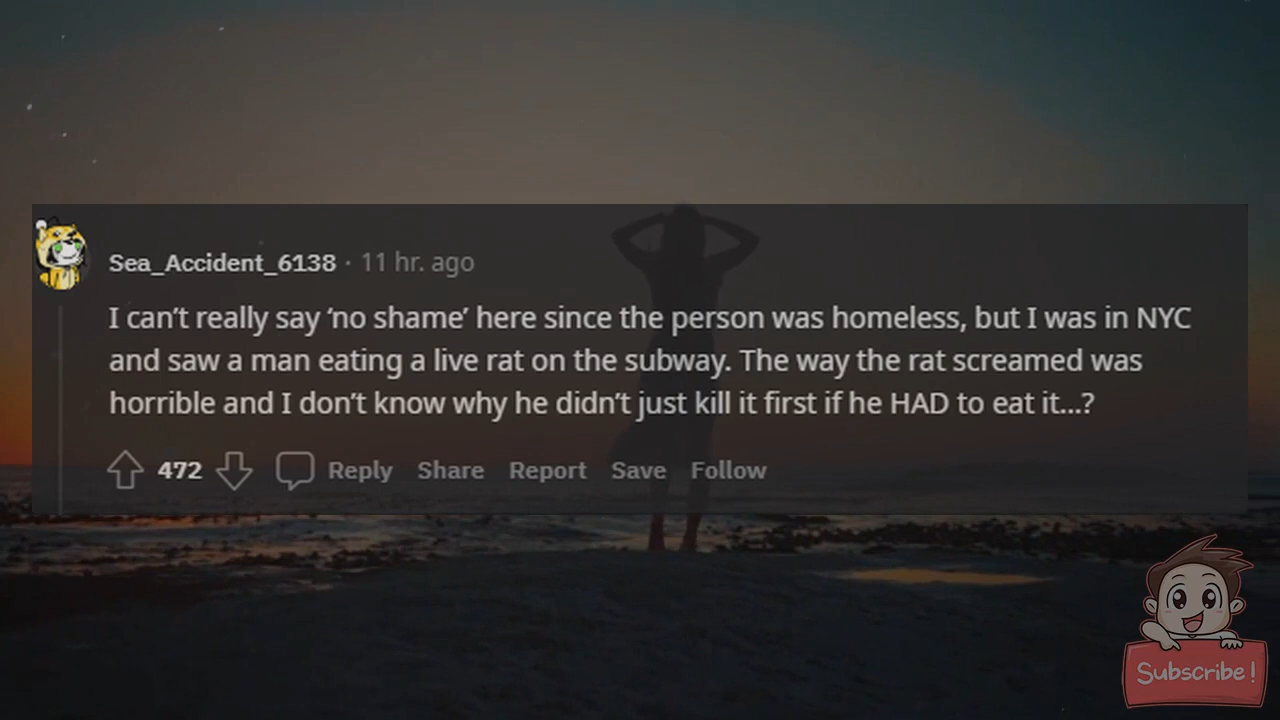 Sea_Accident_6138 · 11 hr. ago
I can’t really say ‘no shame’ here since the person was homeless, but I was in NYC
and saw a man eating a live rat on the subway. The way the rat screamed was
horrible and I don’t know why he didn’t just kill it first if he HAD to eat it...?
472 Reply Share Report Save Follow
Subscribe!